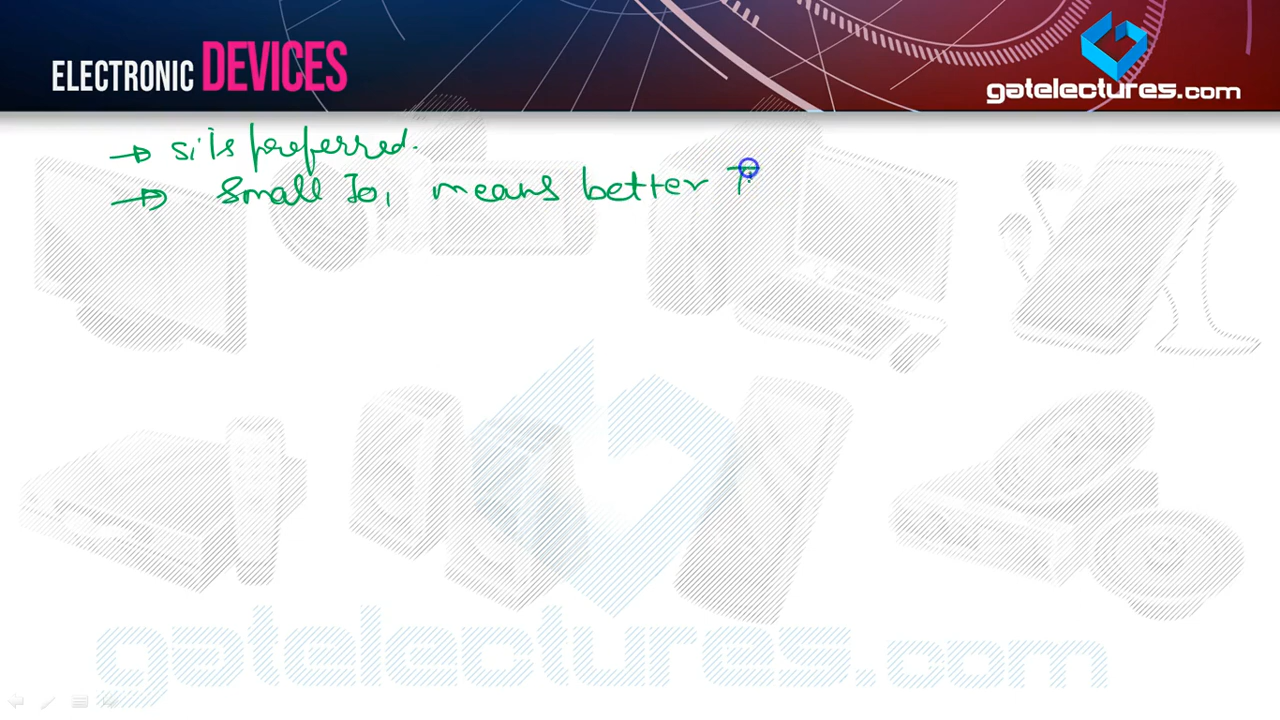 ELECTRONIC DEVICES
gatelectures.com
→ si is preferred.
→ Small Io, means better T
gatelectures.com